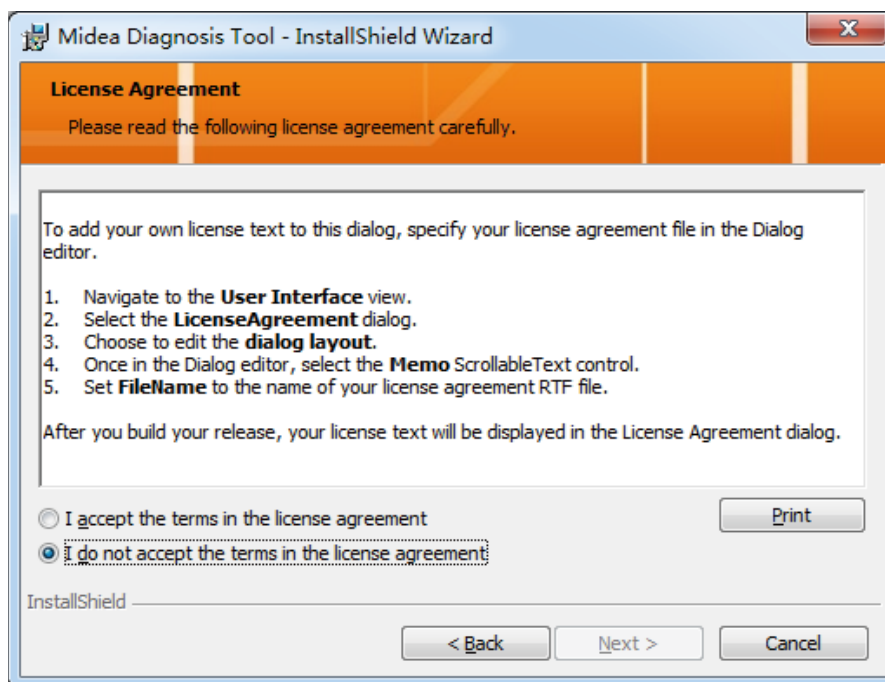 Midea Diagnosis Tool - InstallShield Wizard
License Agreement
Please read the following license agreement carefully.
To add your own license text to this dialog, specify your license agreement file in the Dialog
editor.
1. Navigate to the User Interface view.
2. Select the LicenseAgreement dialog.
3. Choose to edit the dialog layout.
4. Once in the Dialog editor, select the Memo ScrollableText control.
5. Set FileName to the name of your license agreement RTF file.
After you build your release, your license text will be displayed in the License Agreement dialog.
I accept the terms in the license agreement
Print
I do not accept the terms in the license agreement
InstallShield
< Back
Next >
Cancel